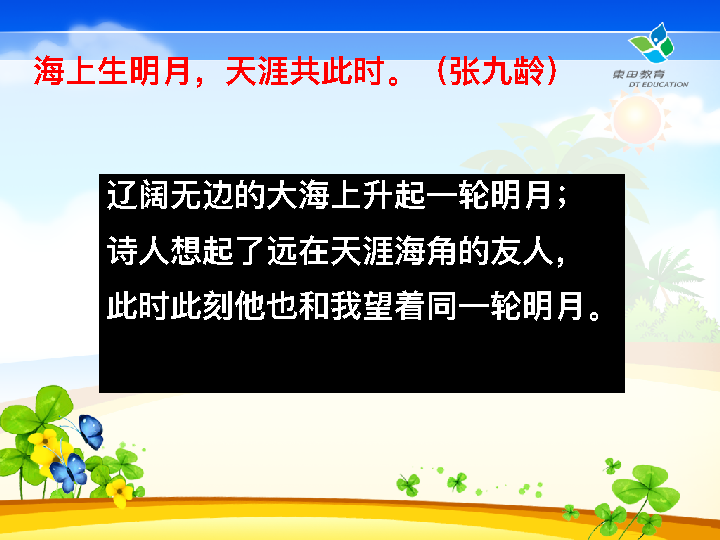 海上生明月，天涯共此时。（张九龄）
東田教育
DT EDUCATION
辽阔无边的大海上升起一轮明月；
诗人想起了远在天涯海角的友人，
此时此刻他也和我望着同一轮明月。